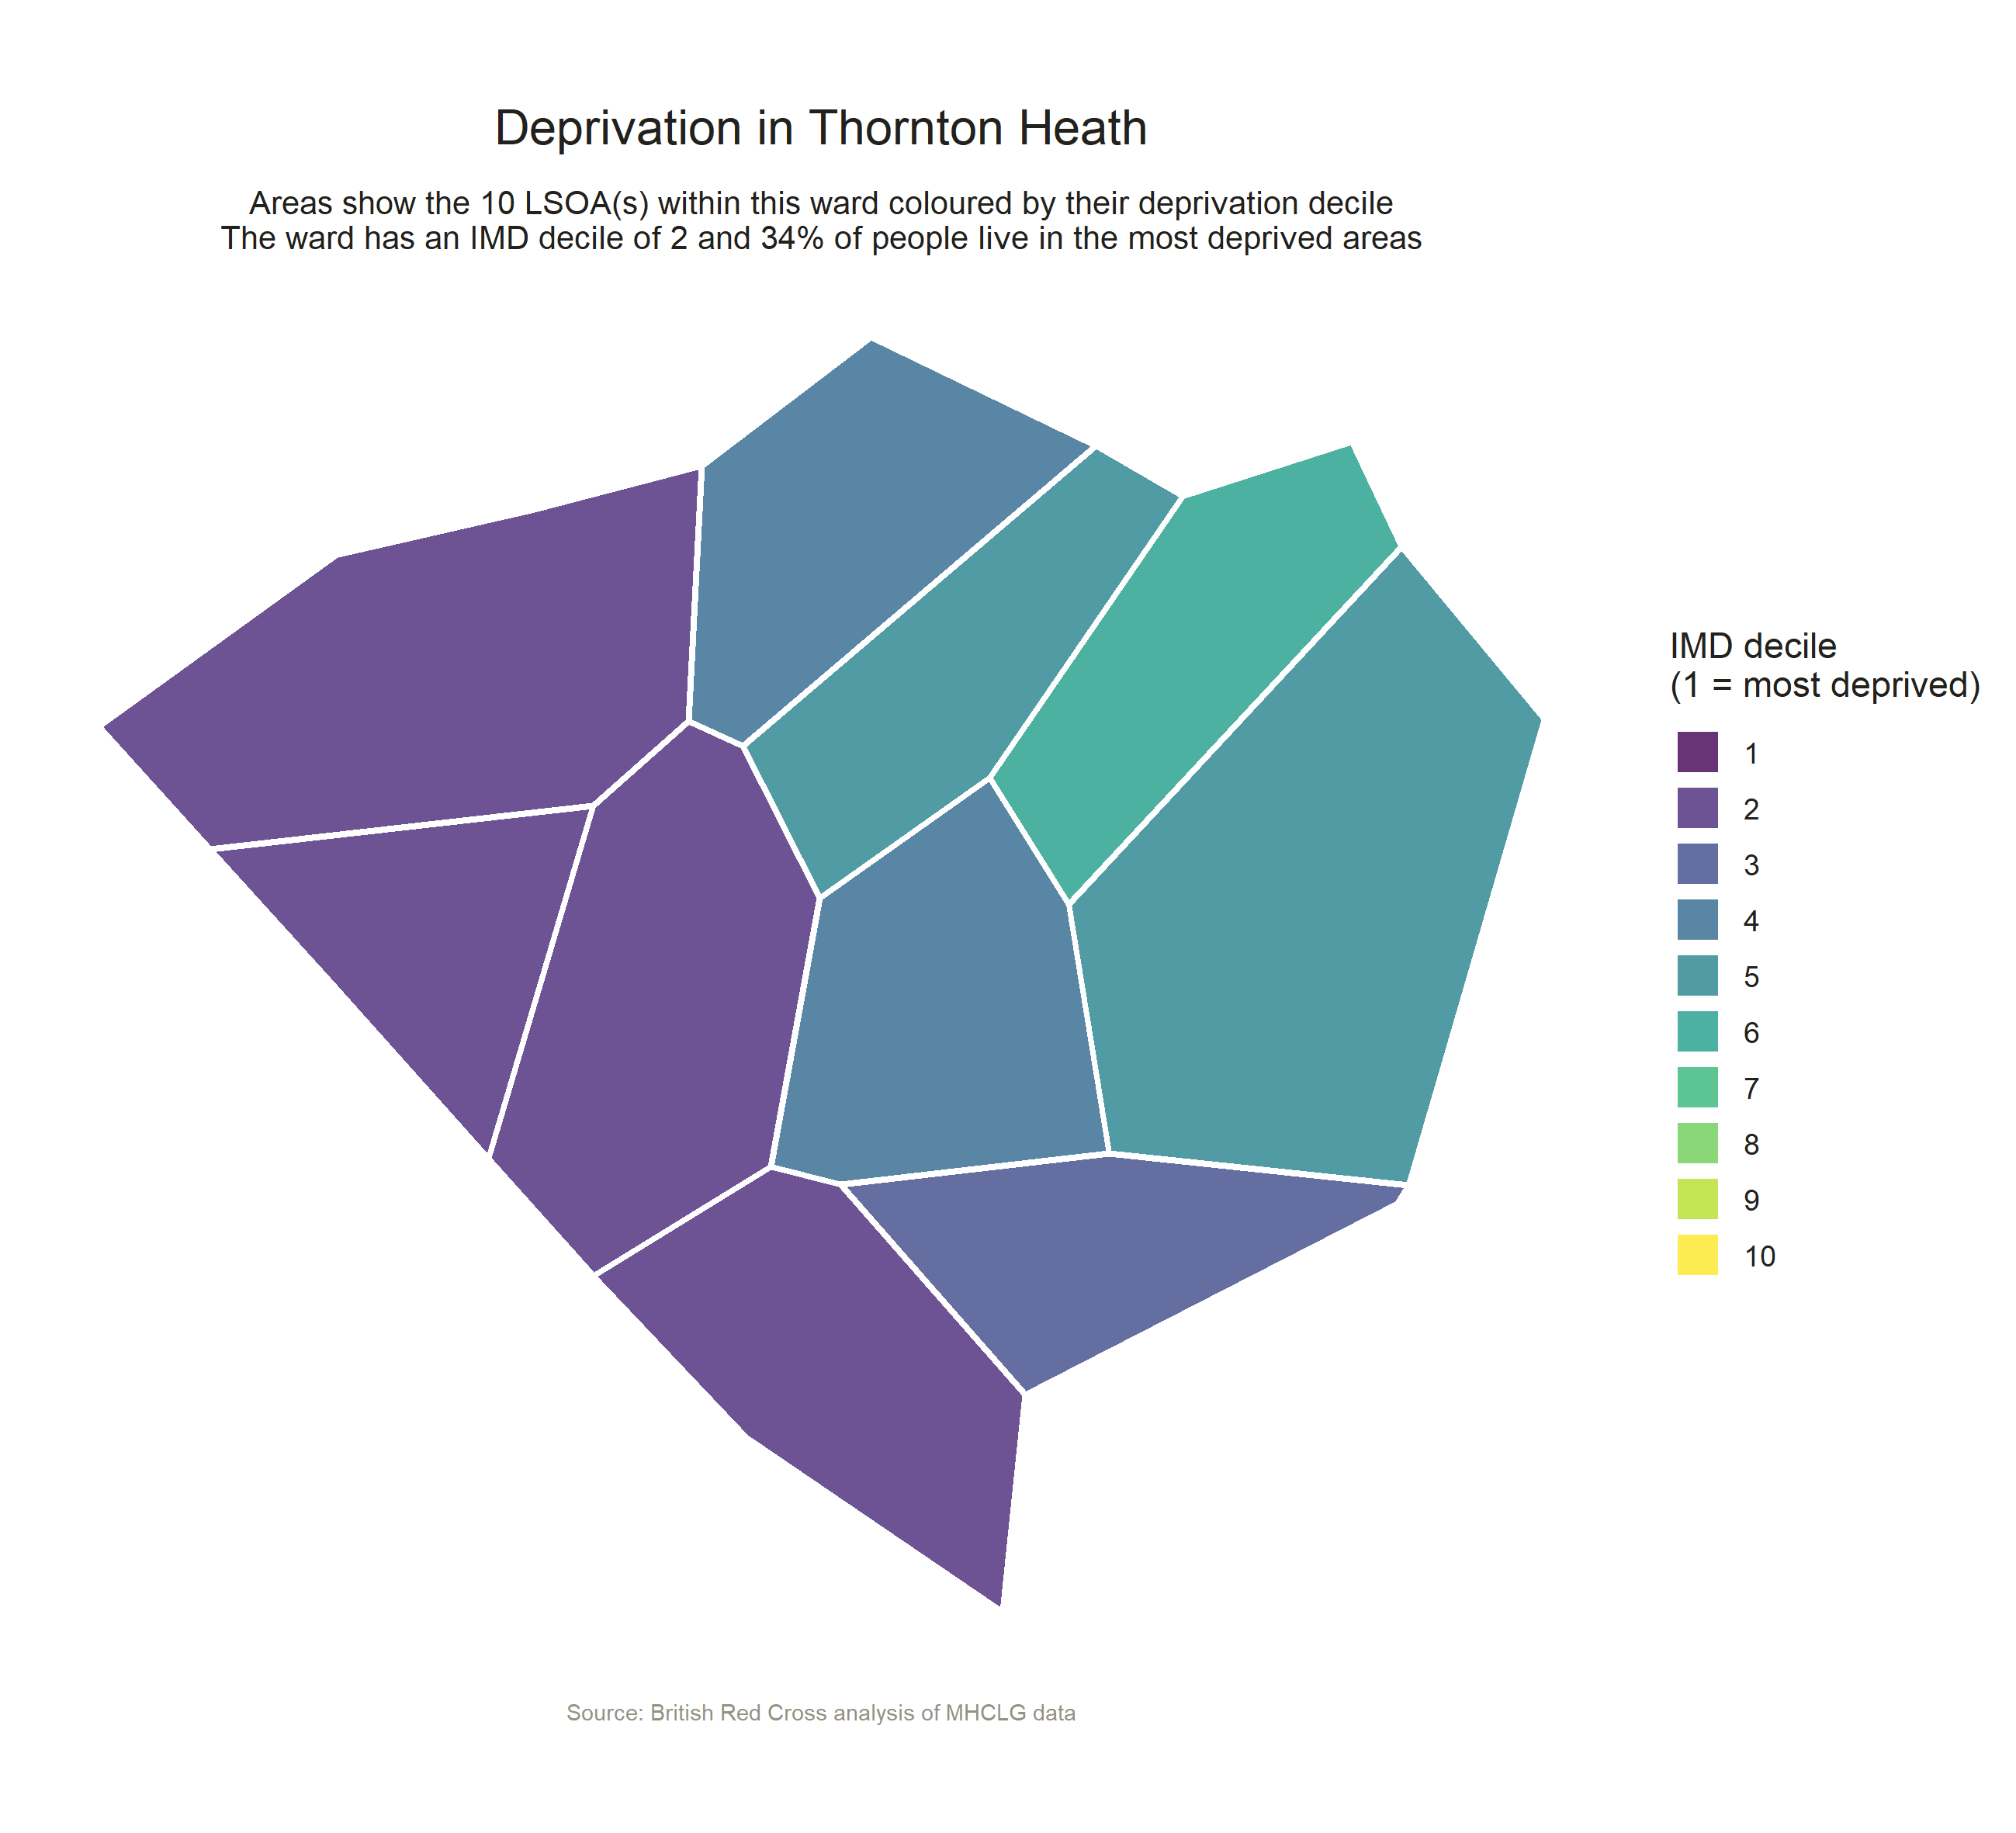 Deprivation in Thornton Heath
Areas show the 10 LSOA(s) within this ward coloured by their deprivation decile
The ward has an IMD decile of 2 and 34% of people live in the most deprived areas
IMD decile
(1 = most deprived)
1
2
3
4
5
6
7
8
9
10
Source: British Red Cross analysis of MHCLG data